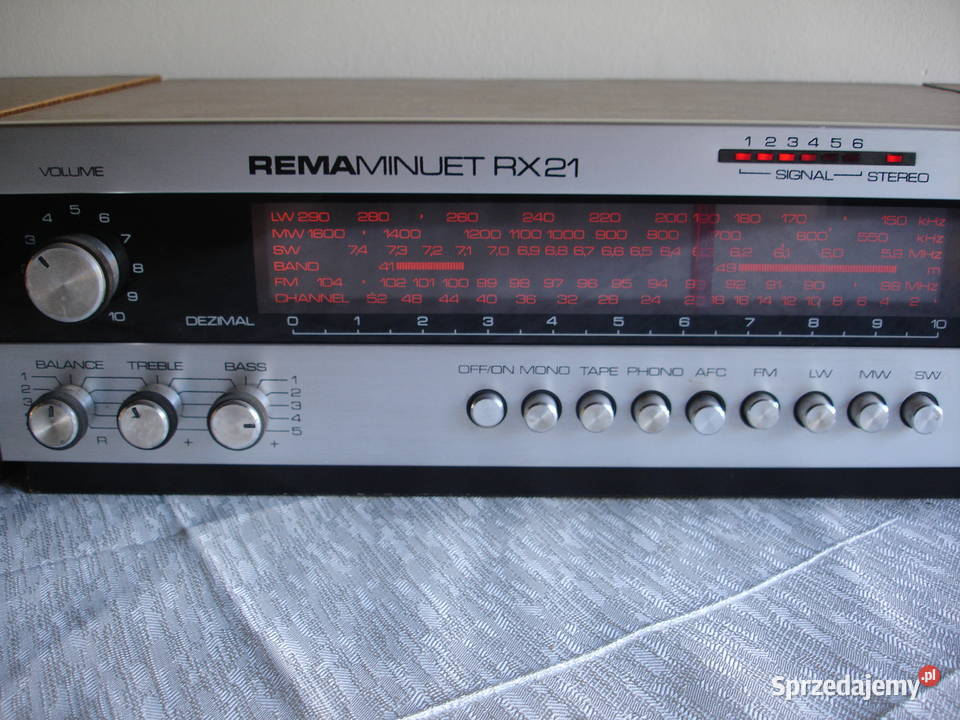 REMAMINUET RX21
1 2 3 4 5 6
SIGNAL STEREO
VOLUME
3 4 5 6 7 8 9 10
LW 290 280 260 240 220 200 190 180 170 150 kHz
MW 1600 1400 1200 1100 1000 900 800 700 600 550 kHz
SW 7,4 7,3 7,2 7,1 7,0 6,9 6,8 6,7 6,6 6,5 6,4 6,3 6,2 6,1 6,0 5,9 MHz
BAND 41 49 m
FM 104 102 101 100 99 98 97 96 95 94 93 92 91 90 88 MHz
CHANNEL 52 48 44 40 36 32 28 24 20 18 16 14 12 10 8 6 4 2
DEZIMAL 0 1 2 3 4 5 6 7 8 9 10
BALANCE TREBLE BASS
1 1
2 2
3 3
4 4
5
R + +
OFF/ON MONO TAPE PHONO AFC FM LW MW SW
Sprzedajemy.pl